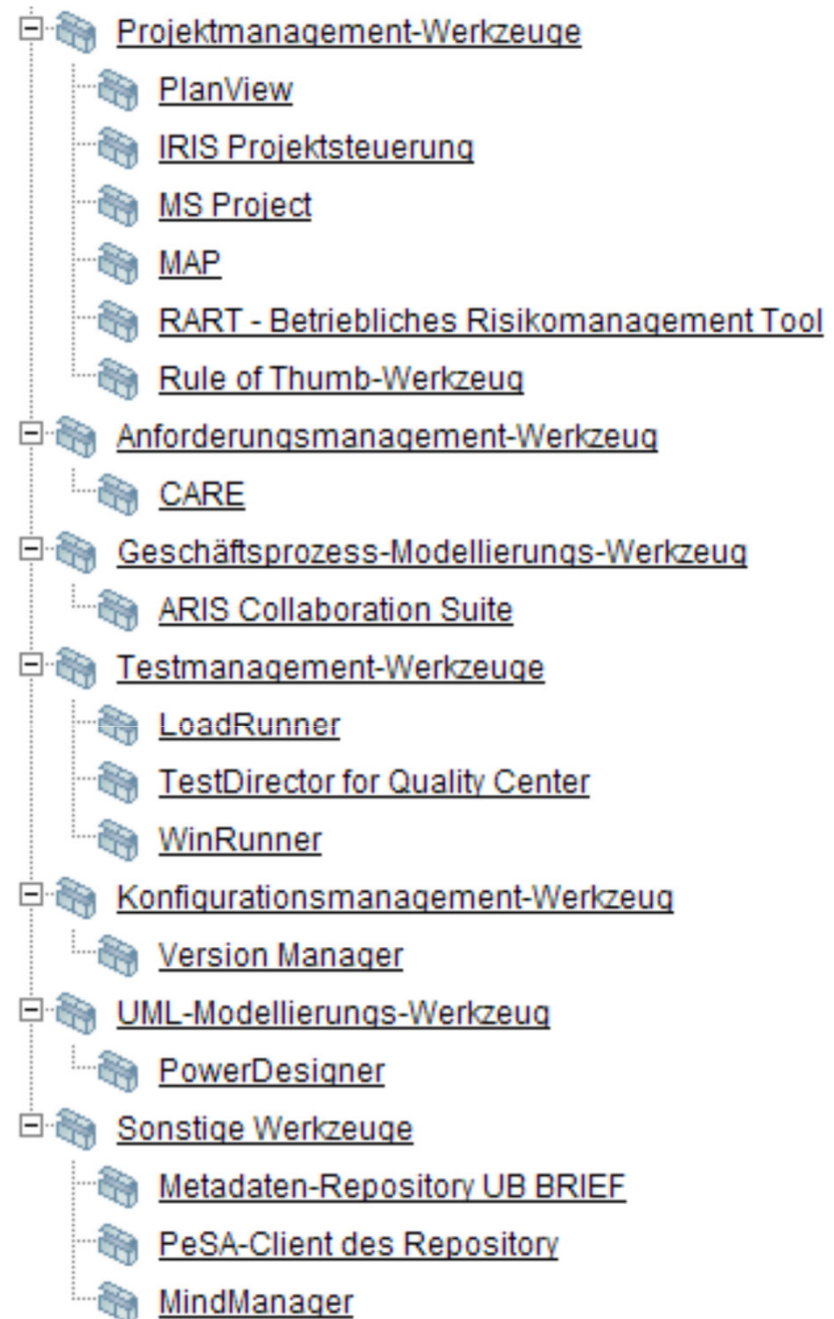 Projektmanagement-Werkzeuge
PlanView
IRIS Projektsteuerung
MS Project
MAP
RART - Betriebliches Risikomanagement Tool
Rule of Thumb-Werkzeug
Anforderungsmanagement-Werkzeug
CARE
Geschäftsprozess-Modellierungs-Werkzeug
ARIS Collaboration Suite
Testmanagement-Werkzeuge
LoadRunner
TestDirector for Quality Center
WinRunner
Konfigurationsmanagement-Werkzeug
Version Manager
UML-Modellierungs-Werkzeug
PowerDesigner
Sonstige Werkzeuge
Metadaten-Repository UB BRIEF
PeSA-Client des Repository
MindManager